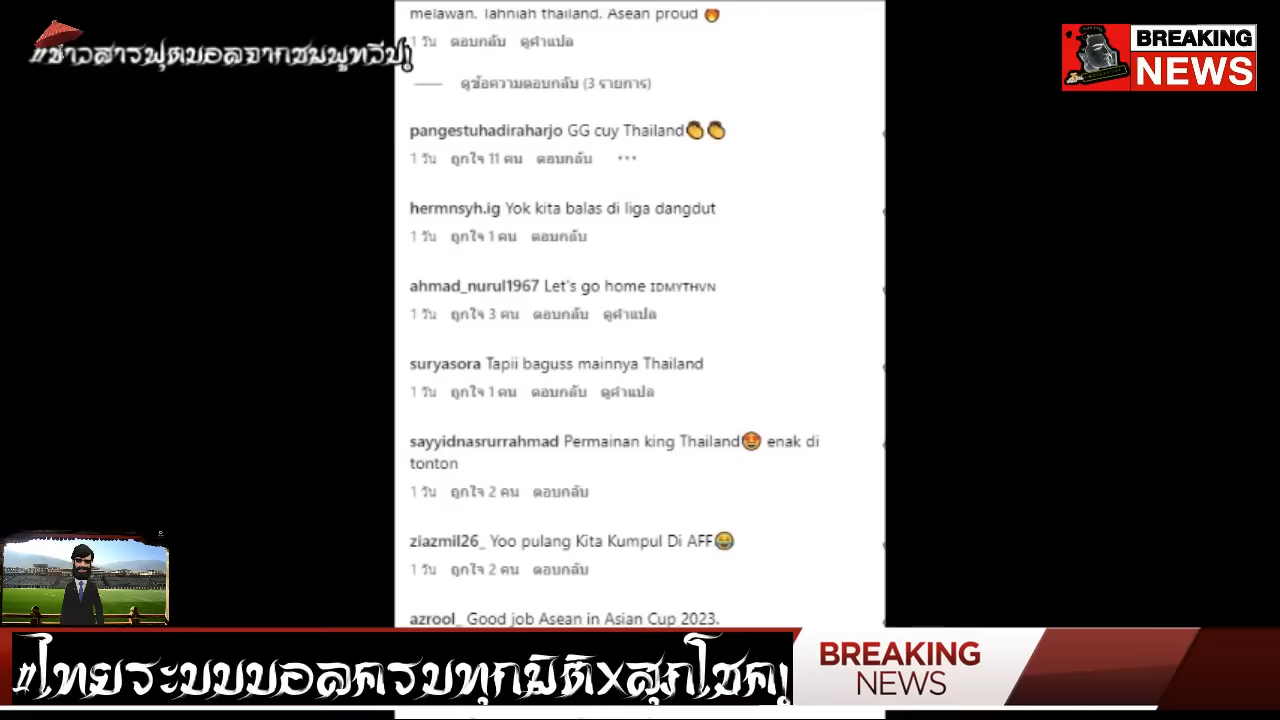 melawan. Tahniah thailand. Asean proud
#ข่าวสารฟุตบอลจากชมพูทวีป!
1 วัน ตอบกลับ ดูคำแปล
BREAKING
NEWS
ดูข้อความตอบกลับ (3 รายการ)
pangestuhadiraharjo GG cuy Thailand👏👏
1 วัน ถูกใจ 11 คน ตอบกลับ •••
hermnsyh.ig Yok kita balas di liga dangdut
1 วัน ถูกใจ 1 คน ตอบกลับ
ahmad_nurul1967 Let's go home ɪᴅᴍʏᴛʜᴠɴ
1 วัน ถูกใจ 3 คน ตอบกลับ ดูคำแปล
suryasora Tapii baguss mainnya Thailand
1 วัน ถูกใจ 1 คน ตอบกลับ ดูคำแปล
sayyidnasrurrahmad Permainan king Thailand🤩 enak di
tonton
1 วัน ถูกใจ 2 คน ตอบกลับ
ziazmil26_ Yoo pulang Kita Kumpul Di AFF😂
1 วัน ถูกใจ 2 คน ตอบกลับ
azrool_ Good job Asean in Asian Cup 2023.
#ไทยระบบบอลครบทุกมิติxสุภโชค!
BREAKING
NEWS